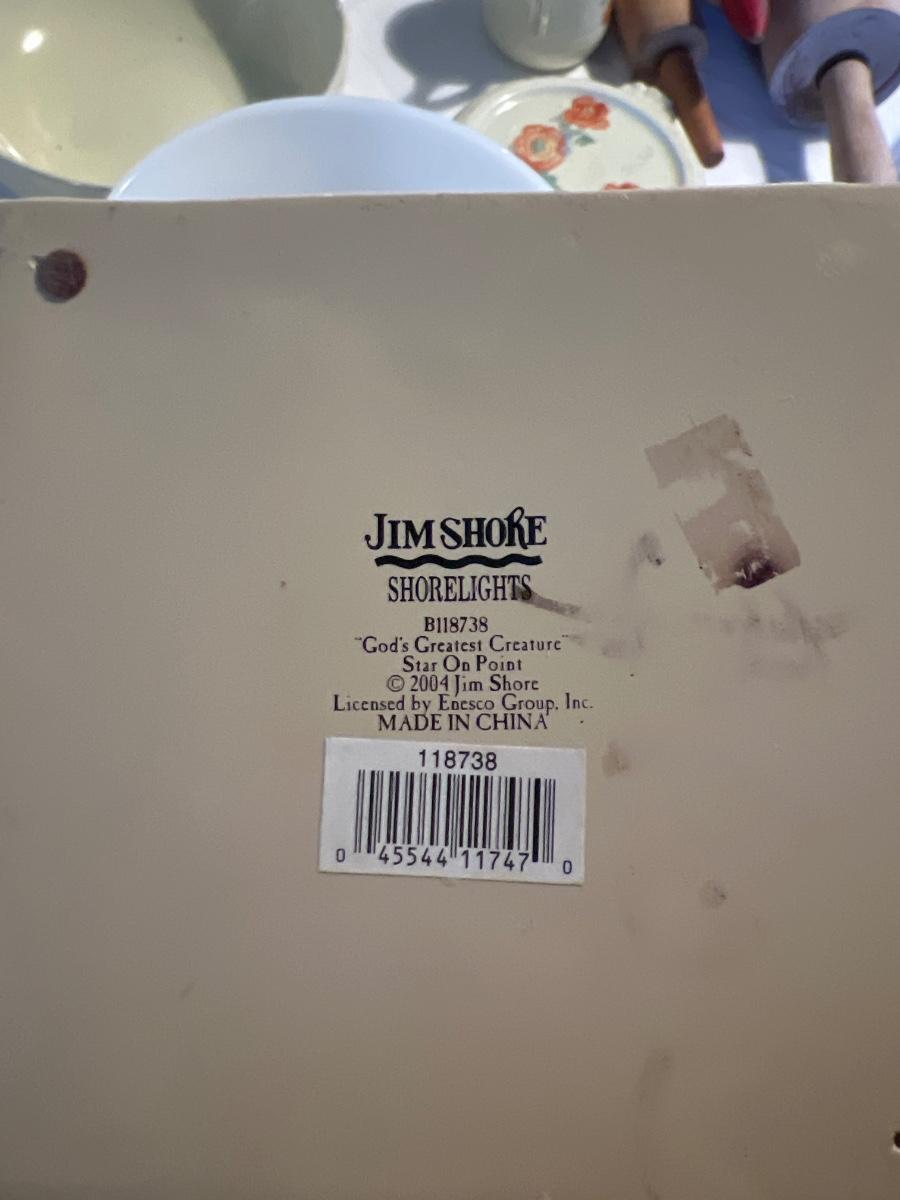 JIM SHORE
SHORELIGHTS
B118738
"God's Greatest Creature"
Star On Point
© 2004 Jim Shore
Licensed by Enesco Group, Inc.
MADE IN CHINA
118738
0 45544 11747 0